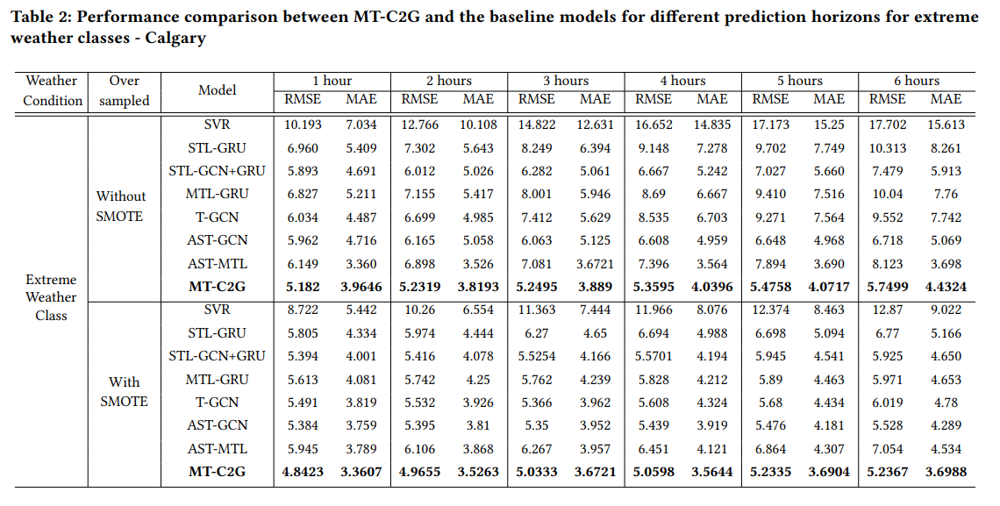 Table 2: Performance comparison between MT-C2G and the baseline models for different prediction horizons for extreme
weather classes - Calgary
Weather Condition Over sampled Model 1 hour 2 hours 3 hours 4 hours 5 hours 6 hours
RMSE MAE RMSE MAE RMSE MAE RMSE MAE RMSE MAE RMSE MAE
Extreme Weather Class
Without SMOTE
SVR 10.193 7.034 12.766 10.108 14.822 12.631 16.652 14.835 17.173 15.25 17.702 15.613
STL-GRU 6.960 5.409 7.302 5.643 8.249 6.394 9.148 7.278 9.702 7.749 10.313 8.261
STL-GCN+GRU 5.893 4.691 6.012 5.026 6.282 5.061 6.667 5.242 7.027 5.660 7.479 5.913
MTL-GRU 6.827 5.211 7.155 5.417 8.001 5.946 8.69 6.667 9.410 7.516 10.04 7.76
T-GCN 6.034 4.487 6.699 4.985 7.412 5.629 8.535 6.703 9.271 7.564 9.552 7.742
AST-GCN 5.962 4.716 6.165 5.058 6.063 5.125 6.608 4.959 6.648 4.968 6.718 5.069
AST-MTL 6.149 3.360 6.898 3.526 7.081 3.6721 7.396 3.564 7.894 3.690 8.123 3.698
MT-C2G 5.182 3.9646 5.2319 3.8193 5.2495 3.889 5.3595 4.0396 5.4758 4.0717 5.7499 4.4324
With SMOTE
SVR 8.722 5.442 10.26 6.554 11.363 7.444 11.966 8.076 12.374 8.463 12.87 9.022
STL-GRU 5.805 4.334 5.974 4.444 6.27 4.65 6.694 4.988 6.698 5.094 6.77 5.166
STL-GCN+GRU 5.394 4.001 5.416 4.078 5.5254 4.166 5.5701 4.194 5.945 4.541 5.925 4.650
MTL-GRU 5.613 4.081 5.742 4.25 5.762 4.239 5.828 4.212 5.89 4.463 5.971 4.653
T-GCN 5.491 3.819 5.532 3.926 5.366 3.962 5.608 4.324 5.68 4.434 6.019 4.78
AST-GCN 5.384 3.759 5.395 3.81 5.35 3.952 5.439 3.919 5.476 4.181 5.528 4.289
AST-MTL 5.945 3.789 6.106 3.868 6.267 3.957 6.451 4.121 6.864 4.307 7.054 4.534
MT-C2G 4.8423 3.3607 4.9655 3.5263 5.0333 3.6721 5.0598 3.5644 5.2335 3.6904 5.2367 3.6988